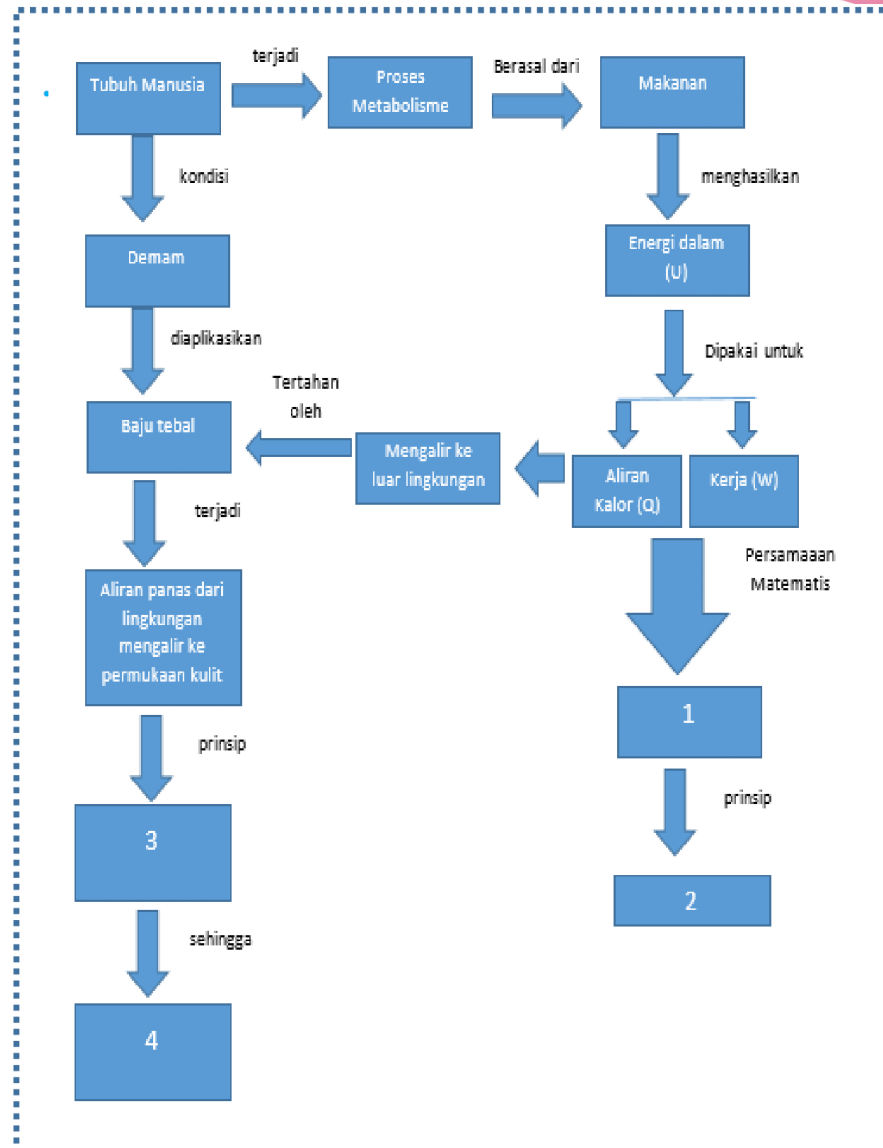 Tubuh Manusia
terjadi
Proses
Metabolisme
Berasal dari
Makanan
kondisi
menghasilkan
Demam
Energi dalam
(U)
diaplikasikan
Dipakai untuk
Tertahan
oleh
Baju tebal
Mengalir ke
luar lingkungan
Aliran
Kalor (Q)
Kerja (W)
terjadi
Persamaaan
Matematis
Aliran panas dari
lingkungan
mengalir ke
permukaan kulit
1
prinsip
prinsip
3
2
sehingga
4